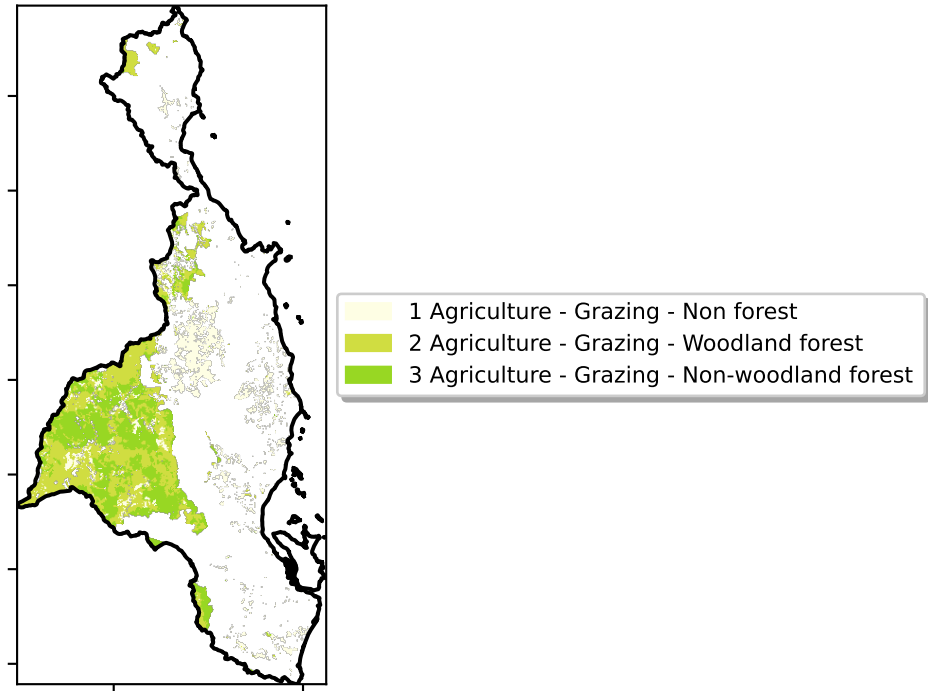 1 Agriculture - Grazing - Non forest
2 Agriculture - Grazing - Woodland forest
3 Agriculture - Grazing - Non-woodland forest